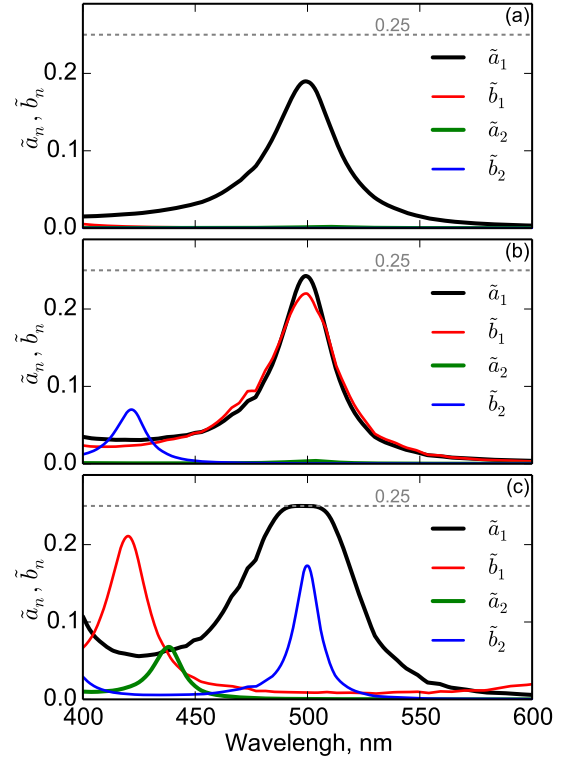 (a)
0.25
ã₁
b̃₁
ã₂
b̃₂
0.2
0.1
0.0
ãₙ, b̃ₙ
(b)
0.25
ã₁
b̃₁
ã₂
b̃₂
0.2
0.1
0.0
ãₙ, b̃ₙ
(c)
0.25
ã₁
b̃₁
ã₂
b̃₂
0.2
0.1
0.0
ãₙ, b̃ₙ
400 450 500 550 600
Wavelengh, nm